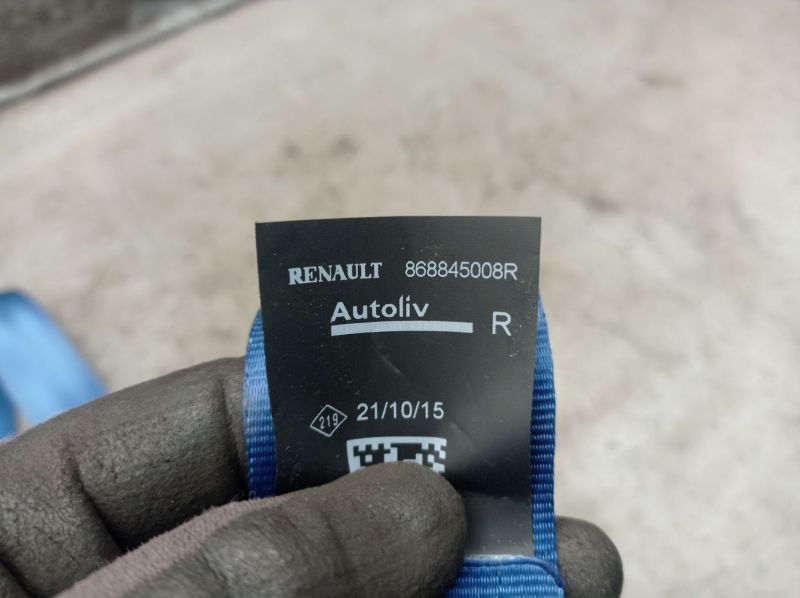 RENAULT 868845008R
Autoliv
R
219 21/10/15